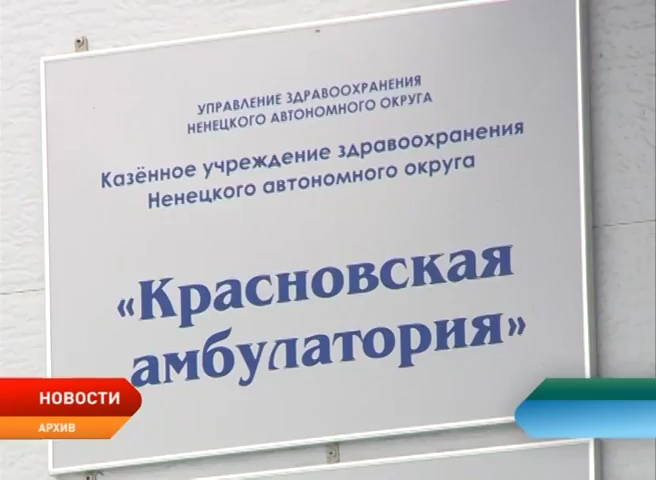 УПРАВЛЕНИЕ ЗДРАВООХРАНЕНИЯ
НЕНЕЦКОГО АВТОНОМНОГО ОКРУГА
Казённое учреждение здравоохранения
Ненецкого автономного округа
«Красновская
амбулатория»
НОВОСТИ
АРХИВ